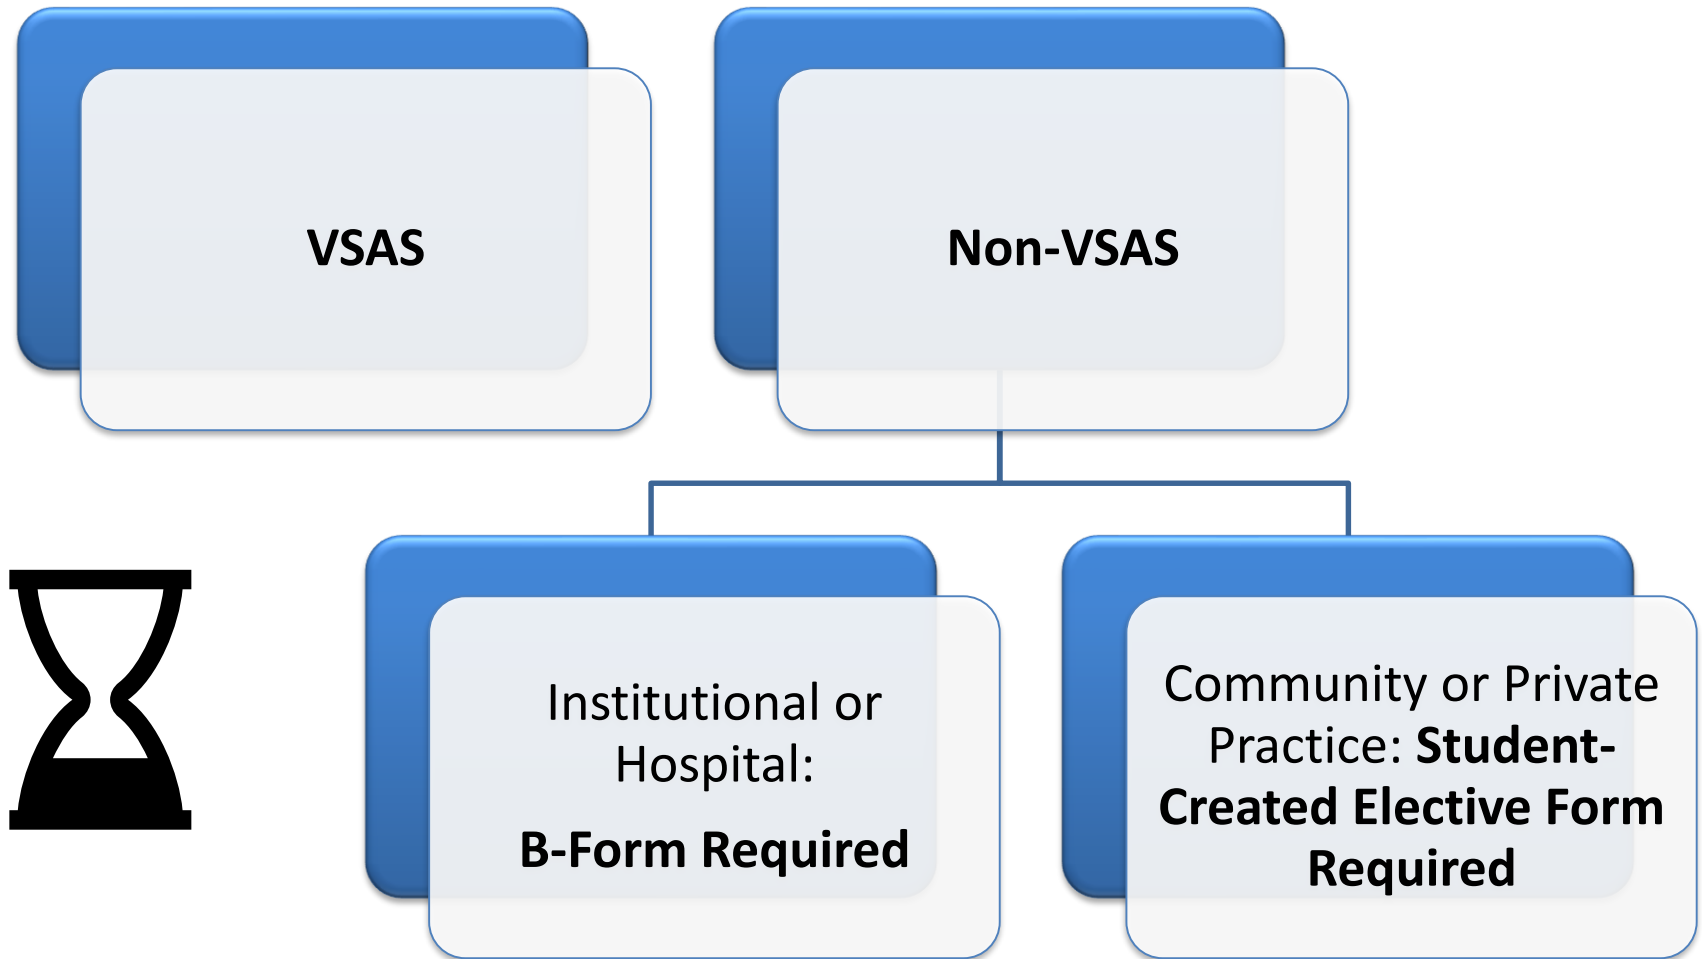 VSAS
Non-VSAS
Institutional or
Hospital:
B-Form Required
Community or Private
Practice: Student-
Created Elective Form
Required